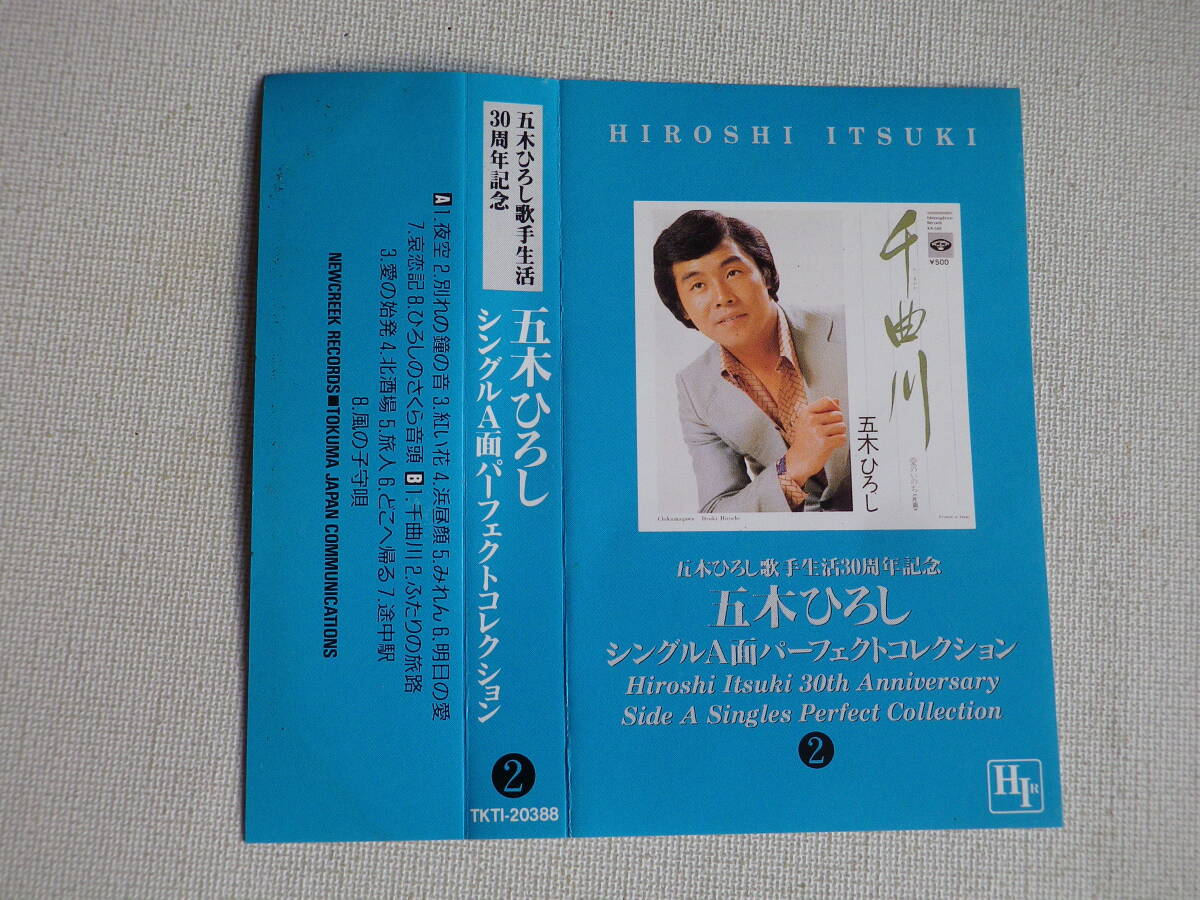 HIROSHI ITSUKI
千曲川
¥500
五木ひろし
Chikumagawa Itsuki Hiroshi
五木ひろし歌手生活30周年記念
五木ひろし
シングルA面パーフェクトコレクション
Hiroshi Itsuki 30th Anniversary
Side A Singles Perfect Collection
2
HIR
五木ひろし歌手生活
30周年記念
五木ひろし
シングルA面パーフェクトコレクション
2
TKTI-20388
A 1.夜空 2.別れの鐘の音 3.紅い花 4.浜昼顔 5.みれん 6.明日の愛
7.哀恋記 8.ひろしのさくら音頭 B 1.千曲川 2.ふたりの旅路
3.愛の始発 4.北酒場 5.旅人 6.どこへ帰る 7.途中駅
8.風の子守唄
NEWCREEK RECORDS■TOKUMA JAPAN COMMUNICATIONS